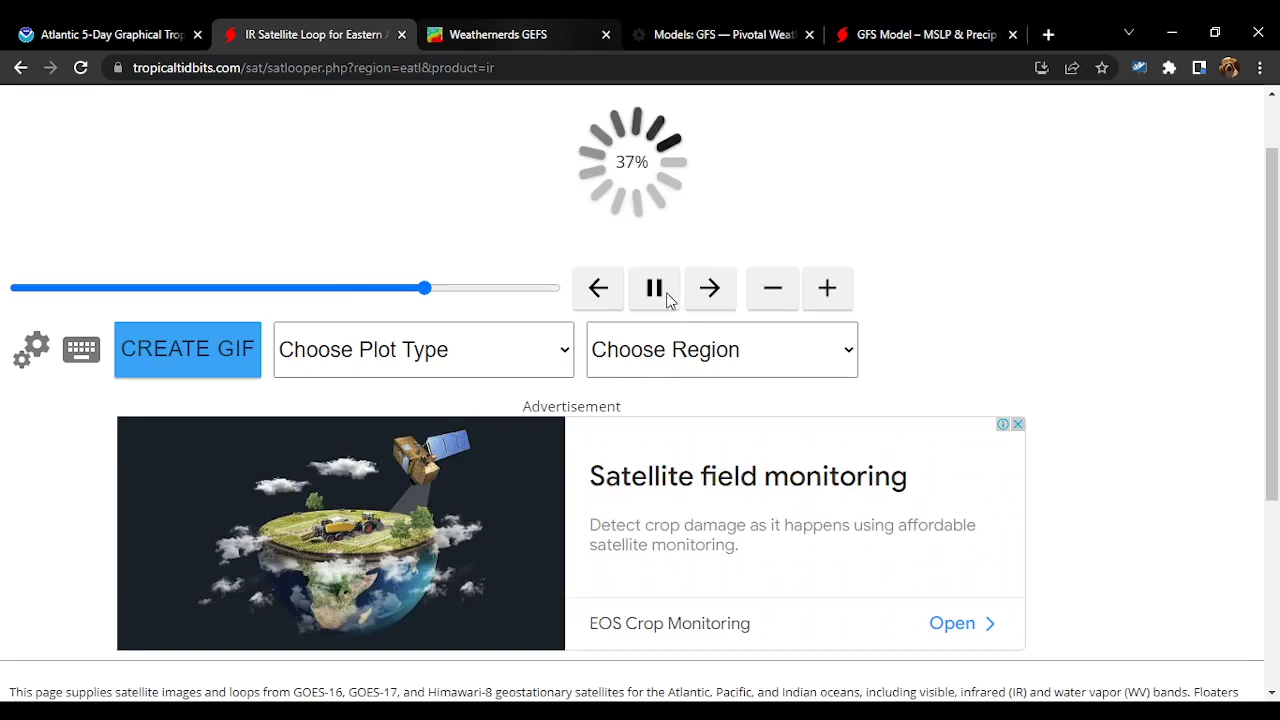 Atlantic 5-Day Graphical Trop
IR Satellite Loop for Eastern A
Weathernerds GEFS
Models: GFS — Pivotal Weat
GFS Model – MSLP & Precip
tropicaltidbits.com/sat/satlooper.php?region=eatl&product=ir
37%
CREATE GIF
Choose Plot Type
Choose Region
Advertisement
Satellite field monitoring
Detect crop damage as it happens using affordable
satellite monitoring.
EOS Crop Monitoring
Open
This page supplies satellite images and loops from GOES-16, GOES-17, and Himawari-8 geostationary satellites for the Atlantic, Pacific, and Indian oceans, including visible, infrared (IR) and water vapor (WV) bands. Floaters